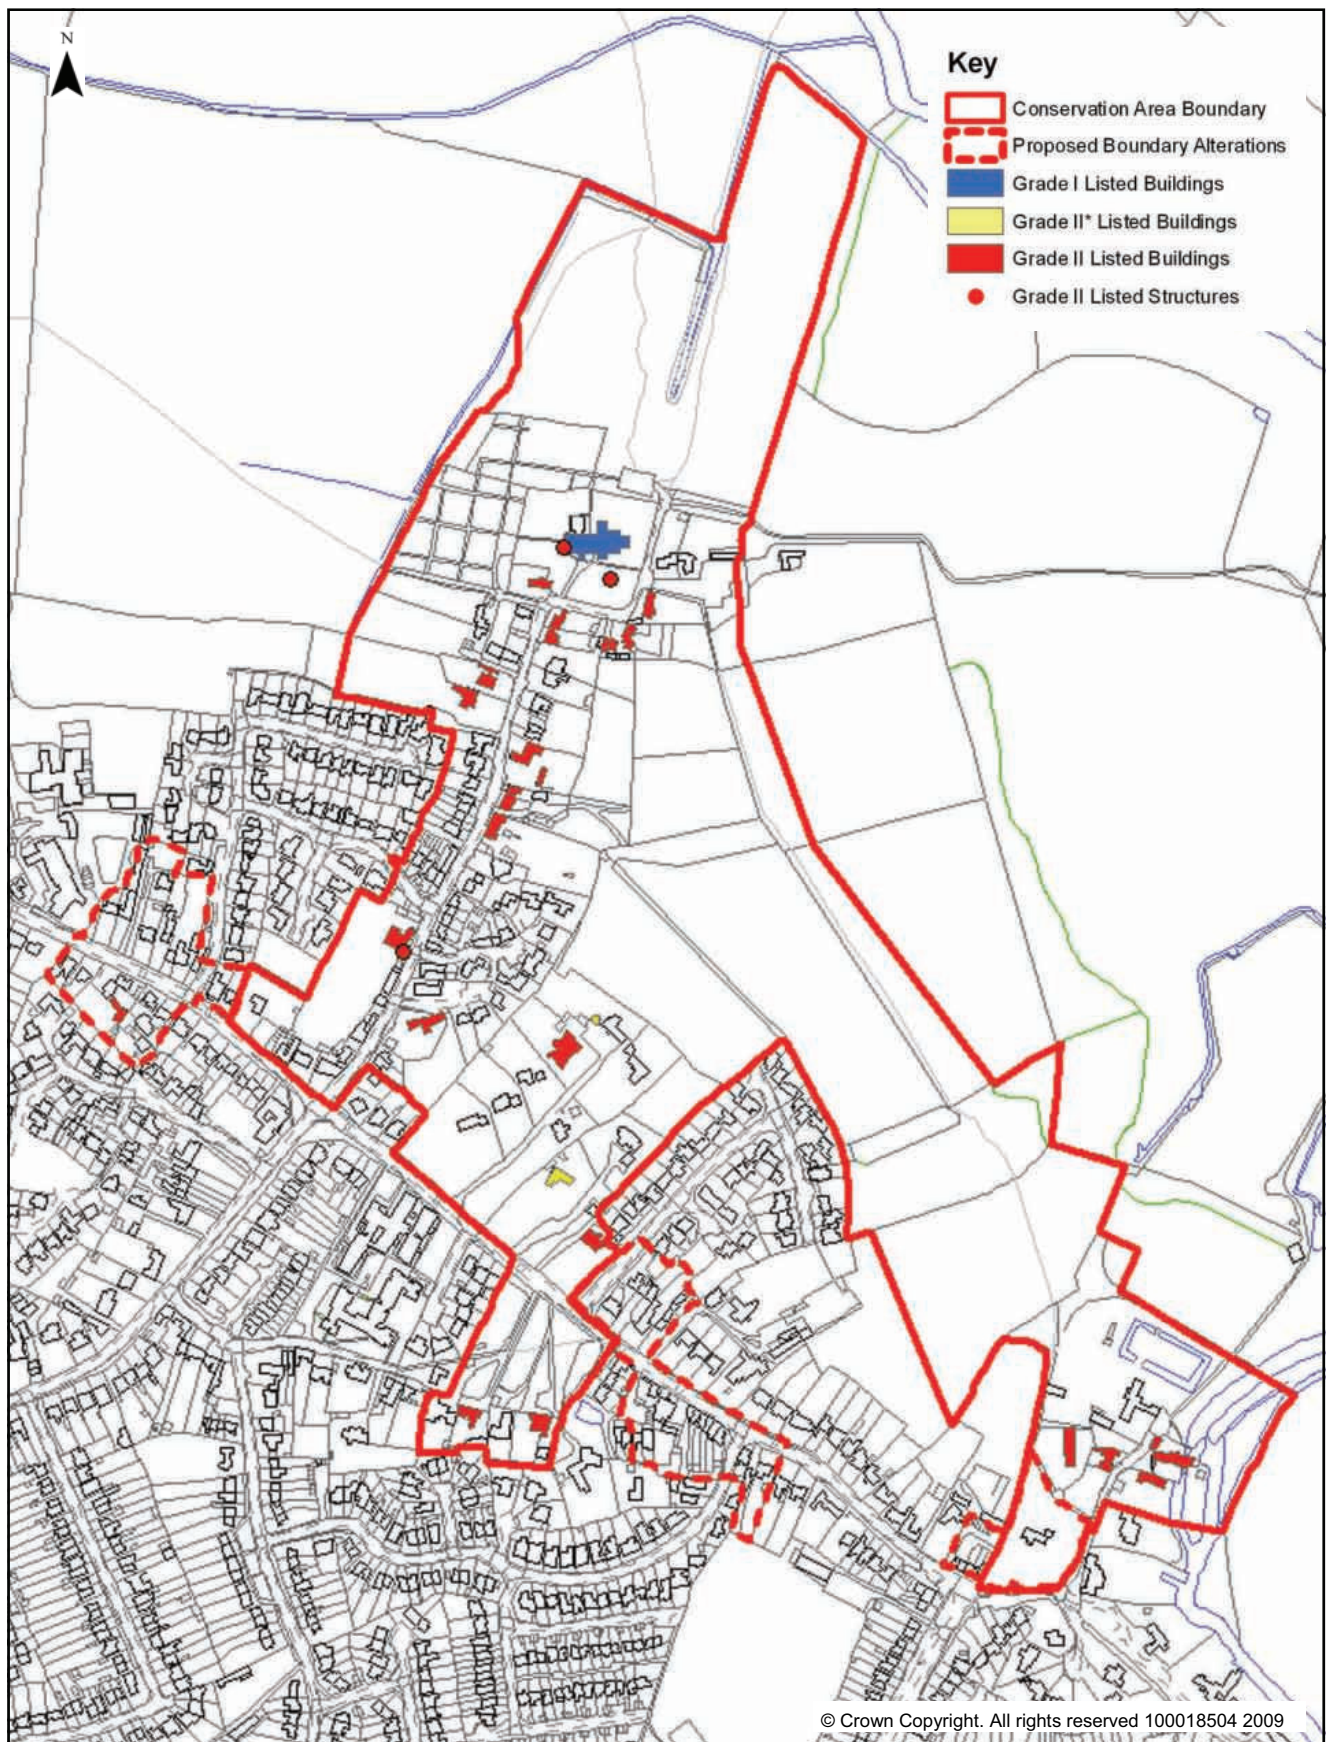 N
Key
Conservation Area Boundary
Proposed Boundary Alterations
Grade I Listed Buildings
Grade II* Listed Buildings
Grade II Listed Buildings
Grade II Listed Structures
© Crown Copyright. All rights reserved 100018504 2009